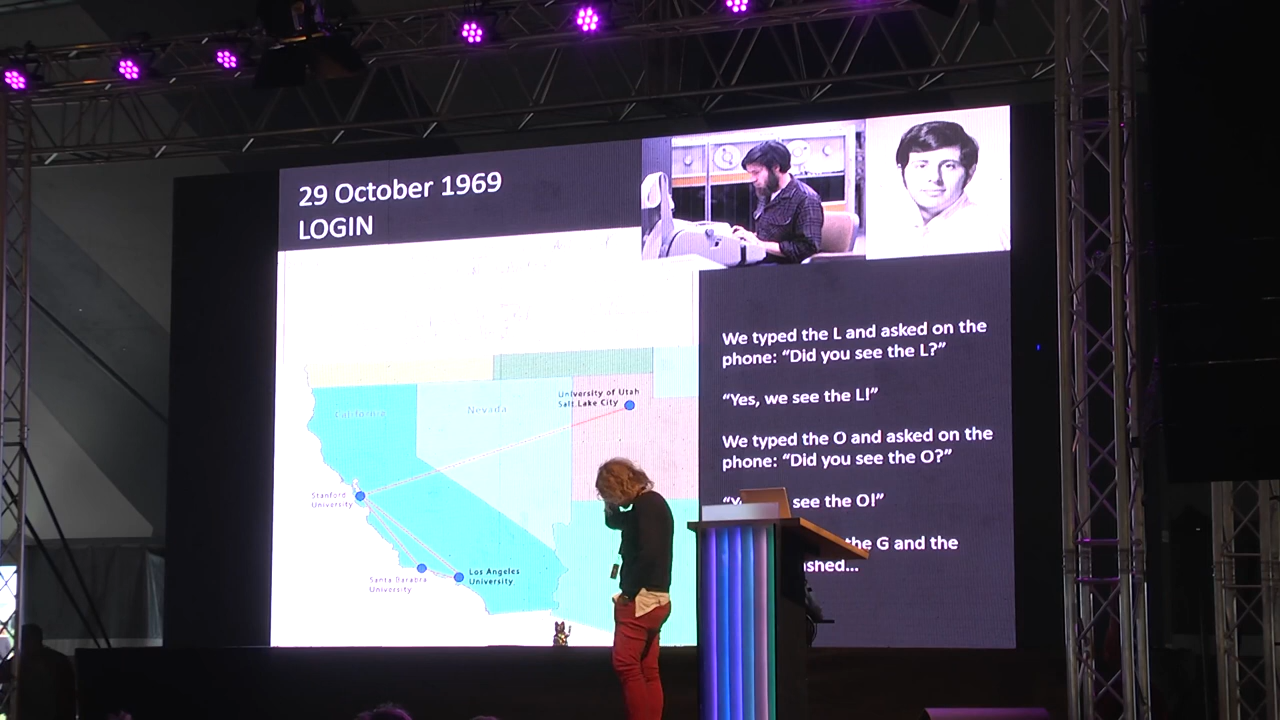 29 October 1969
LOGIN
California
Nevada
University of Utah
Salt Lake City
Stanford
University
Santa Barabra
University
Los Angeles
University
We typed the L and asked on the
phone: “Did you see the L?”
“Yes, we see the L!”
We typed the O and asked on the
phone: “Did you see the O?”
see the O!”
the G and the